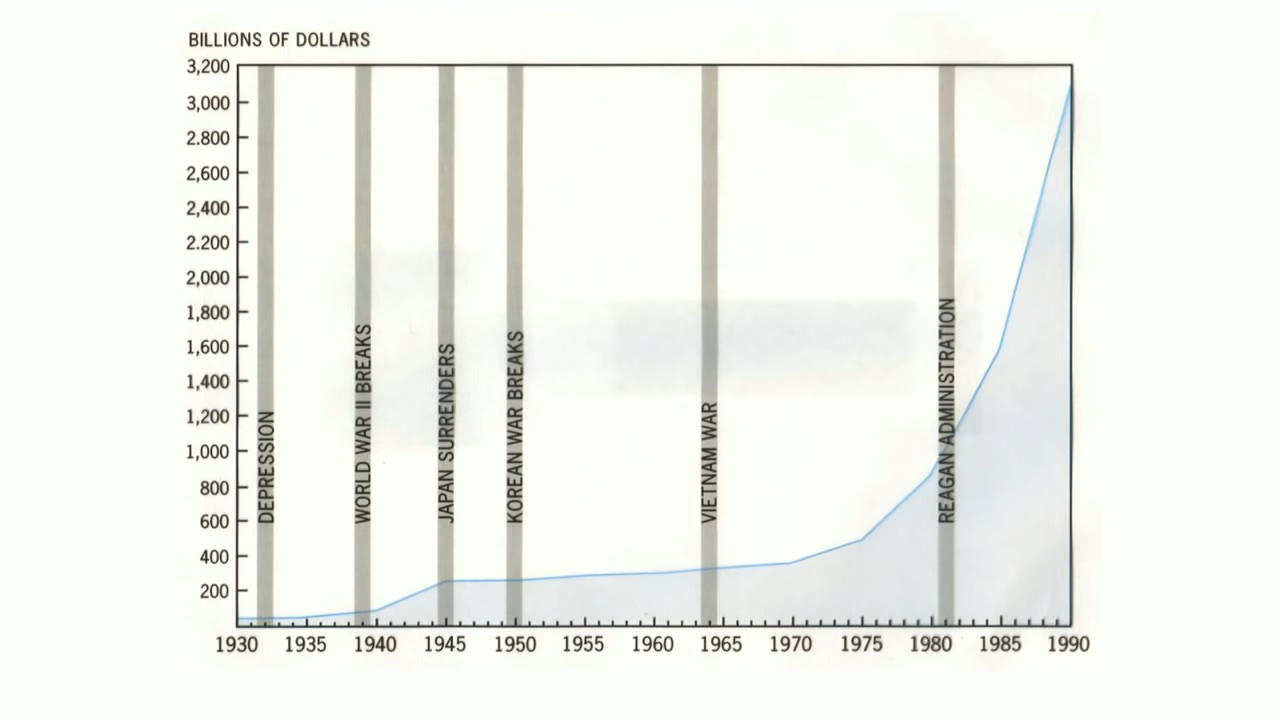 BILLIONS OF DOLLARS
3,200
3,000
2.800
2,600
2,400
2.200
2,000
1,800
1,600
1,400
1,200
1,000
800
600
400
200
DEPRESSION
WORLD WAR II BREAKS
JAPAN SURRENDERS
KOREAN WAR BREAKS
VIETNAM WAR
REAGAN ADMINISTRATION
1930 1935 1940 1945 1950 1955 1960 1965 1970 1975 1980 1985 1990